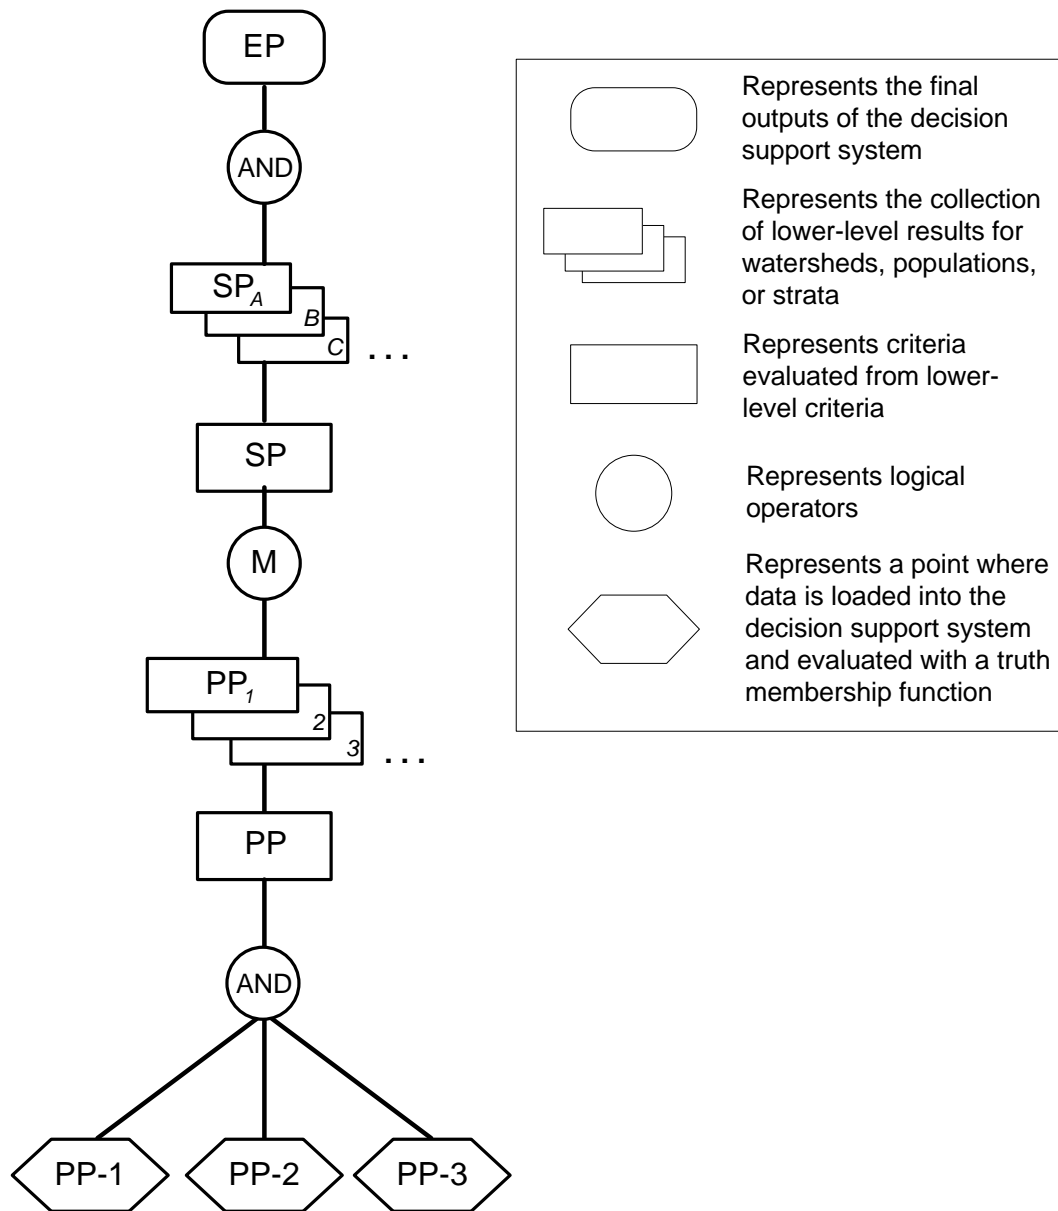 EP
AND
SP A
B
C ...
SP
M
PP 1
2
3 ...
PP
AND
PP-1 PP-2 PP-3
Represents the final
outputs of the decision
support system
Represents the collection
of lower-level results for
watersheds, populations,
or strata
Represents criteria
evaluated from lower-
level criteria
Represents logical
operators
Represents a point where
data is loaded into the
decision support system
and evaluated with a truth
membership function